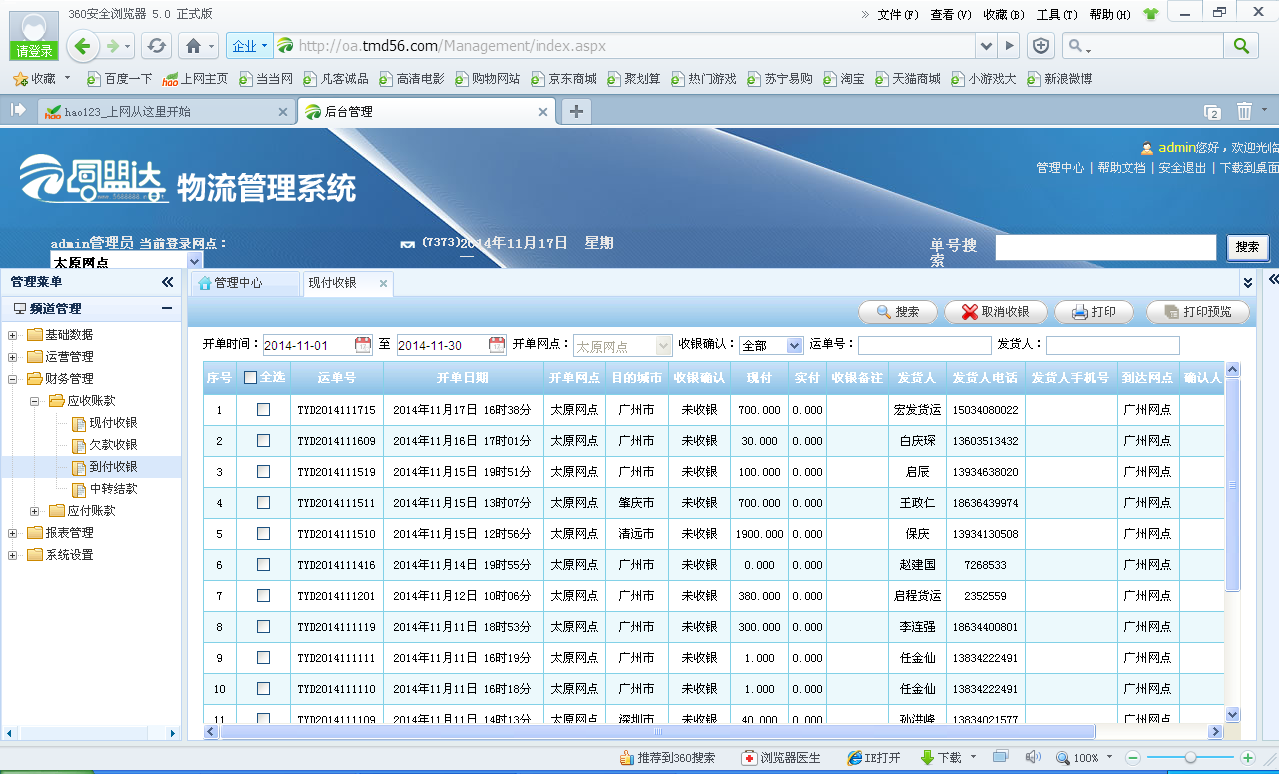 360安全浏览器 5.0 正式版
文件(F) 查看(V) 收藏(B) 工具(T) 帮助(H)
请登录
企业 http://oa.tmd56.com/Management/index.aspx
收藏 百度一下 上网主页 当当网 凡客诚品 高清电影 购物网站 京东商城 聚划算 热门游戏 苏宁易购 淘宝 天猫商城 小游戏大 新浪微博
hao123_上网从这里开始 后台管理 2
admin您好，欢迎光临
管理中心 | 帮助文档 | 安全退出 | 下载到桌面
同盟达 物流管理系统
admin管理员 当前登录网点： (7373) 2014年11月17日 星期 单号搜索 搜索
太原网点
管理菜单 管理中心 现付收银
频道管理 搜索 取消收银 打印 打印预览
基础数据
运营管理
财务管理
应收账款
现付收银
欠款收银
到付收银
中转结款
应付账款
报表管理
系统设置
开单时间： 2014-11-01 至 2014-11-30 开单网点： 太原网点 收银确认： 全部 运单号： 发货人：
序号 全选 运单号 开单日期 开单网点 目的城市 收银确认 现付 实付 收银备注 发货人 发货人电话 发货人手机号 到达网点 确认人
1 TYD2014111715 2014年11月17日 16时28分 太原网点 广州市 未收银 700.000 0.000 宏发货运 15034080022 广州网点
2 TYD2014111609 2014年11月16日 17时01分 太原网点 广州市 未收银 30.000 0.000 白庆琛 13603513432 广州网点
3 TYD2014111519 2014年11月15日 19时31分 太原网点 广州市 未收银 100.000 0.000 启辰 13934638020 广州网点
4 TYD2014111511 2014年11月15日 13时07分 太原网点 肇庆市 未收银 700.000 0.000 王政仁 18636439974 广州网点
5 TYD2014111510 2014年11月15日 12时56分 太原网点 清远市 未收银 1900.000 0.000 保庆 13934130508 广州网点
6 TYD2014111416 2014年11月14日 19时55分 太原网点 广州市 未收银 0.000 0.000 赵建国 7268533 广州网点
7 TYD2014111201 2014年11月12日 10时06分 太原网点 广州市 未收银 380.000 0.000 启程货运 2352559 广州网点
8 TYD2014111119 2014年11月11日 18时53分 太原网点 广州市 未收银 300.000 0.000 李连强 18634400801 广州网点
9 TYD2014111111 2014年11月11日 16时19分 太原网点 广州市 未收银 1.000 0.000 任金仙 13834222491 广州网点
10 TYD2014111110 2014年11月11日 16时18分 太原网点 广州市 未收银 1.000 0.000 任金仙 13834222491 广州网点
11 TYD2014111109 2014年11月11日 14时13分 太原网点 深圳市 未收银 40.000 0.000 孙洪峰 18634021577 广州网点
推荐到360搜索 浏览器医生 IE打开 下载 100%